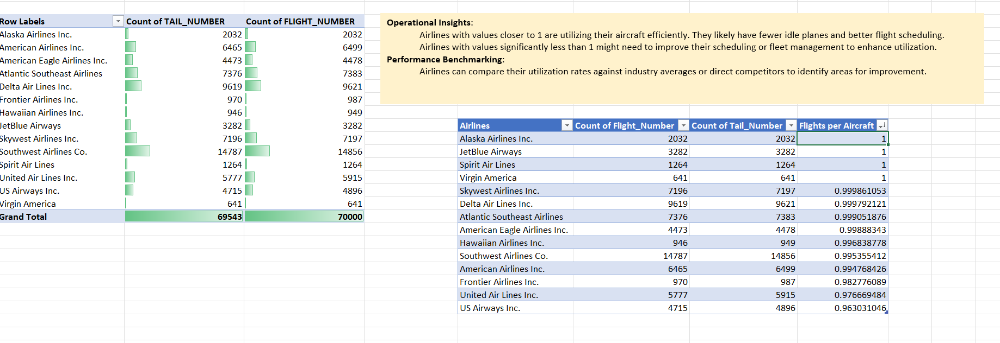 Row Labels Count of TAIL_NUMBER Count of FLIGHT_NUMBER
Alaska Airlines Inc. 2032 2032
American Airlines Inc. 6465 6499
American Eagle Airlines Inc. 4473 4478
Atlantic Southeast Airlines 7376 7383
Delta Air Lines Inc. 9619 9621
Frontier Airlines Inc. 970 987
Hawaiian Airlines Inc. 946 949
JetBlue Airways 3282 3282
Skywest Airlines Inc. 7196 7197
Southwest Airlines Co. 14787 14856
Spirit Air Lines 1264 1264
United Air Lines Inc. 5777 5915
US Airways Inc. 4715 4896
Virgin America 641 641
Grand Total 69543 70000
Operational Insights:
Airlines with values closer to 1 are utilizing their aircraft efficiently. They likely have fewer idle planes and better flight scheduling.
Airlines with values significantly less than 1 might need to improve their scheduling or fleet management to enhance utilization.
Performance Benchmarking:
Airlines can compare their utilization rates against industry averages or direct competitors to identify areas for improvement.
Airlines Count of Flight_Number Count of Tail_Number Flights per Aircraft
Alaska Airlines Inc. 2032 2032 1
JetBlue Airways 3282 3282 1
Spirit Air Lines 1264 1264 1
Virgin America 641 641 1
Skywest Airlines Inc. 7196 7197 0.999861053
Delta Air Lines Inc. 9619 9621 0.999792121
Atlantic Southeast Airlines 7376 7383 0.999051876
American Eagle Airlines Inc. 4473 4478 0.99888343
Hawaiian Airlines Inc. 946 949 0.996838778
Southwest Airlines Co. 14787 14856 0.995355412
American Airlines Inc. 6465 6499 0.994768426
Frontier Airlines Inc. 970 987 0.982776089
United Air Lines Inc. 5777 5915 0.976669484
US Airways Inc. 4715 4896 0.963031046